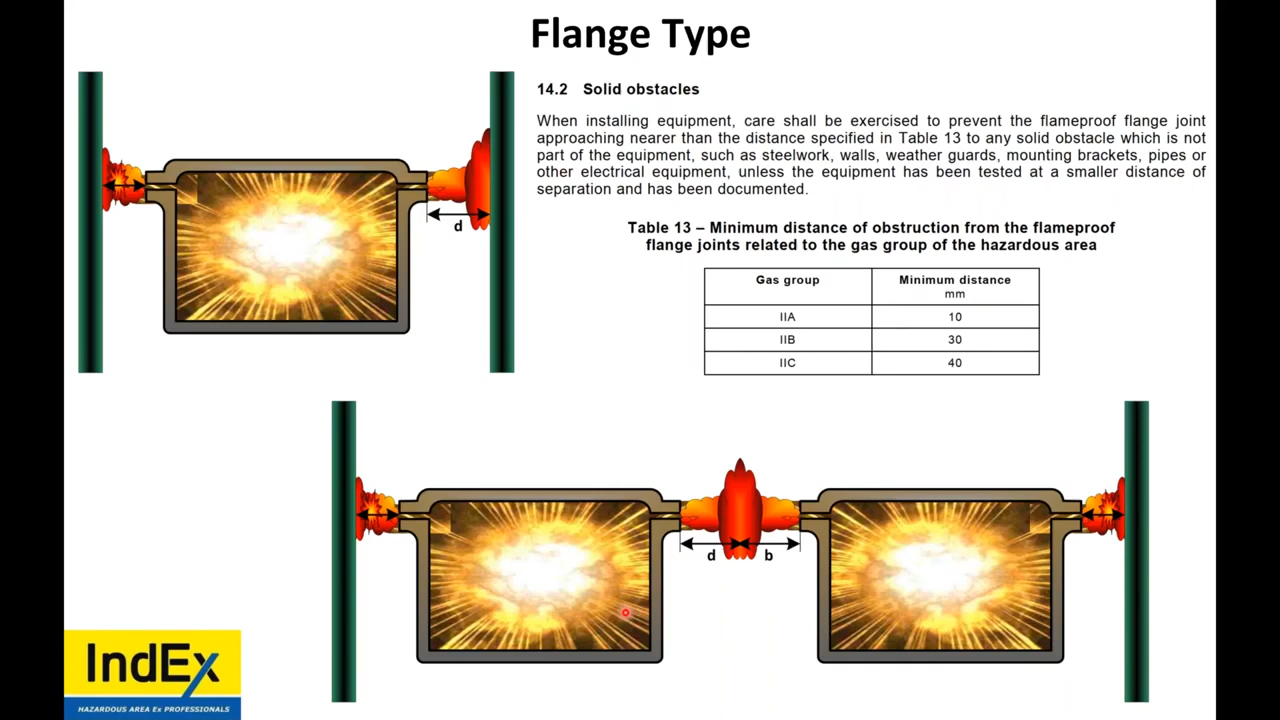 Flange Type
14.2 Solid obstacles
When installing equipment, care shall be exercised to prevent the flameproof flange joint
approaching nearer than the distance specified in Table 13 to any solid obstacle which is not
part of the equipment, such as steelwork, walls, weather guards, mounting brackets, pipes or
other electrical equipment, unless the equipment has been tested at a smaller distance of
separation and has been documented.
Table 13 – Minimum distance of obstruction from the flameproof
flange joints related to the gas group of the hazardous area
Gas group Minimum distance
mm
IIA 10
IIB 30
IIC 40
d
d b
IndEx
HAZARDOUS AREA Ex PROFESSIONALS